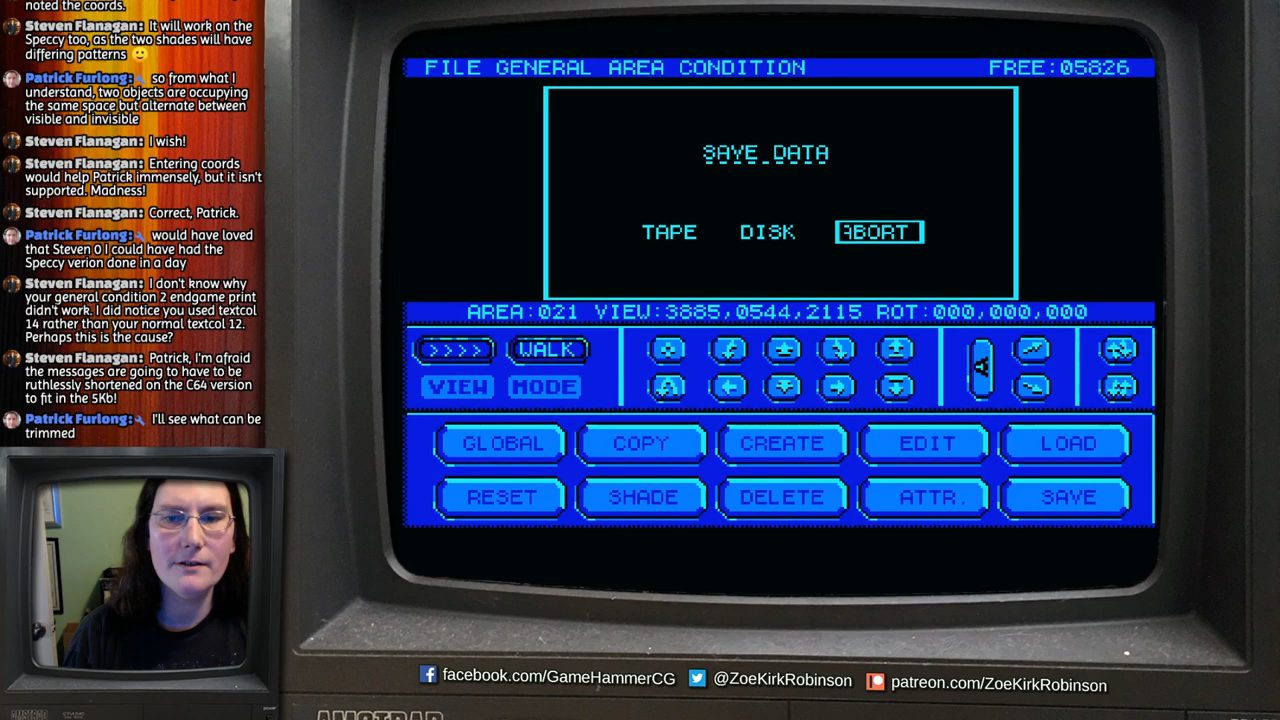 noted the coords.
Steven Flanagan: It will work on the
Speccy too, as the two shades will have
differing patterns 🙂
Patrick Furlong: so from what I
understand, two objects are occupying
the same space but alternate between
visible and invisible
Steven Flanagan: I wish!
Steven Flanagan: Entering coords
would help Patrick immensely, but it isn't
supported. Madness!
Steven Flanagan: Correct, Patrick.
Patrick Furlong: would have loved
that Steven 0 I could have had the
Speccy verion done in a day
Steven Flanagan: I don't know why
your general condition 2 endgame print
didn't work. I did notice you used textcol
14 rather than your normal textcol 12.
Perhaps this is the cause?
Steven Flanagan: Patrick, I'm afraid
the messages are going to have to be
ruthlessly shortened on the C64 version
to fit in the 5Kb!
Patrick Furlong: I'll see what can be
trimmed
FILE GENERAL AREA CONDITION FREE:05826
SAVE DATA
TAPE DISK ABORT
AREA:021 VIEW:3885,0544,2115 ROT:000,000,000
>>>> WALK
VIEW MODE
A
GLOBAL COPY CREATE EDIT LOAD
RESET SHADE DELETE ATTR. SAVE
facebook.com/GameHammerCG @ZoeKirkRobinson patreon.com/ZoeKirkRobinson
AMSTRAD